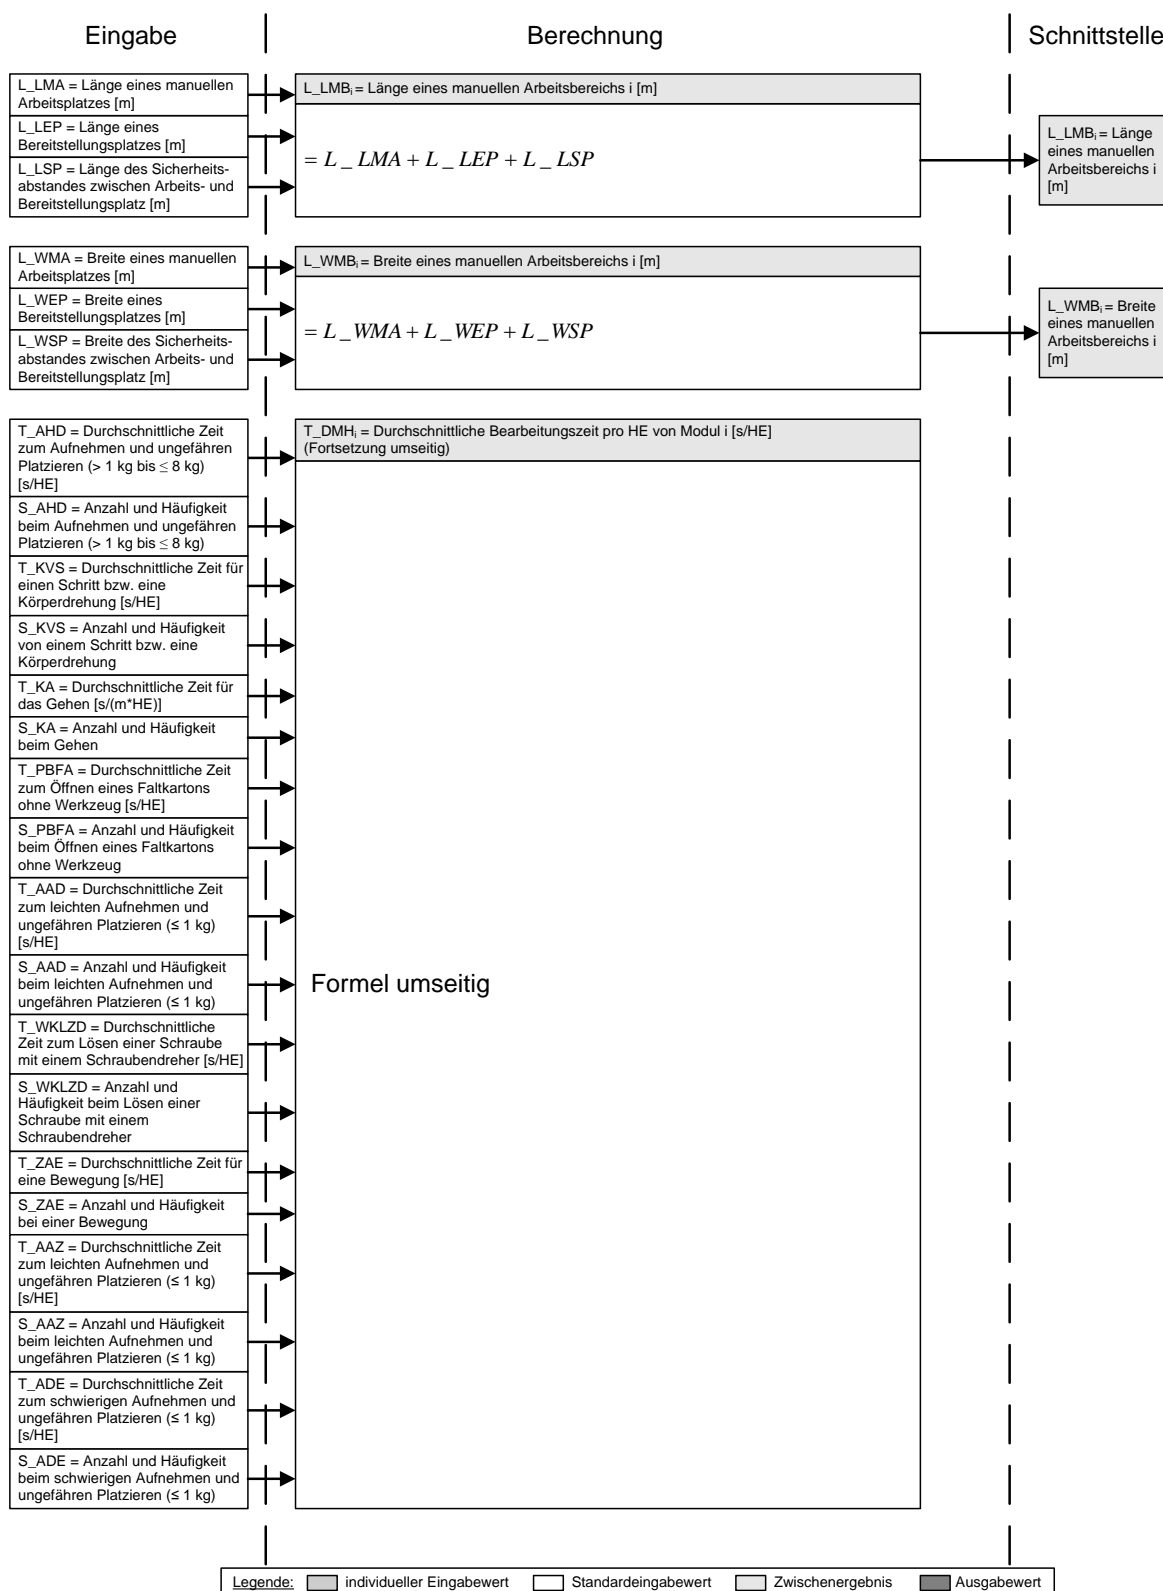 Eingabe
Berechnung
Schnittstelle
L_LMA = Länge eines manuellen
Arbeitsplatzes [m]
L_LEP = Länge eines
Bereitstellungsplatzes [m]
L_LSP = Länge des Sicherheits-
abstandes zwischen Arbeits- und
Bereitstellungsplatz [m]
L_LMBi = Länge eines manuellen Arbeitsbereichs i [m]
= L_LMA + L_LEP + L_LSP
L_LMBi = Länge
eines manuellen
Arbeitsbereichs i
[m]
L_WMA = Breite eines manuellen
Arbeitsplatzes [m]
L_WEP = Breite eines
Bereitstellungsplatzes [m]
L_WSP = Breite des Sicherheits-
abstandes zwischen Arbeits- und
Bereitstellungsplatz [m]
L_WMBi = Breite eines manuellen Arbeitsbereichs i [m]
= L_WMA + L_WEP + L_WSP
L_WMBi = Breite
eines manuellen
Arbeitsbereichs i
[m]
T_AHD = Durchschnittliche Zeit
zum Aufnehmen und ungefähren
Platzieren (> 1 kg bis ≤ 8 kg)
[s/HE]
S_AHD = Anzahl und Häufigkeit
beim Aufnehmen und ungefähren
Platzieren (> 1 kg bis ≤ 8 kg)
T_KVS = Durchschnittliche Zeit für
einen Schritt bzw. eine
Körperdrehung [s/HE]
S_KVS = Anzahl und Häufigkeit
von einem Schritt bzw. eine
Körperdrehung
T_KA = Durchschnittliche Zeit für
das Gehen [s/(m*HE)]
S_KA = Anzahl und Häufigkeit
beim Gehen
T_PBFA = Durchschnittliche Zeit
zum Öffnen eines Faltkartons
ohne Werkzeug [s/HE]
S_PBFA = Anzahl und Häufigkeit
beim Öffnen eines Faltkartons
ohne Werkzeug
T_AAD = Durchschnittliche Zeit
zum leichten Aufnehmen und
ungefähren Platzieren (≤ 1 kg)
[s/HE]
S_AAD = Anzahl und Häufigkeit
beim leichten Aufnehmen und
ungefähren Platzieren (≤ 1 kg)
T_WKLZD = Durchschnittliche
Zeit zum Lösen einer Schraube
mit einem Schraubendreher [s/HE]
S_WKLZD = Anzahl und
Häufigkeit beim Lösen einer
Schraube mit einem
Schraubendreher
T_ZAE = Durchschnittliche Zeit für
eine Bewegung [s/HE]
S_ZAE = Anzahl und Häufigkeit
bei einer Bewegung
T_AAZ = Durchschnittliche Zeit
zum leichten Aufnehmen und
ungefähren Platzieren (≤ 1 kg)
[s/HE]
S_AAZ = Anzahl und Häufigkeit
beim leichten Aufnehmen und
ungefähren Platzieren (≤ 1 kg)
T_ADE = Durchschnittliche Zeit
zum schwierigen Aufnehmen und
ungefähren Platzieren (≤ 1 kg)
[s/HE]
S_ADE = Anzahl und Häufigkeit
beim schwierigen Aufnehmen und
ungefähren Platzieren (≤ 1 kg)
T_DMHi = Durchschnittliche Bearbeitungszeit pro HE von Modul i [s/HE]
(Fortsetzung umseitig)
Formel umseitig
Legende: individueller Eingabewert Standardeingabewert Zwischenergebnis Ausgabewert